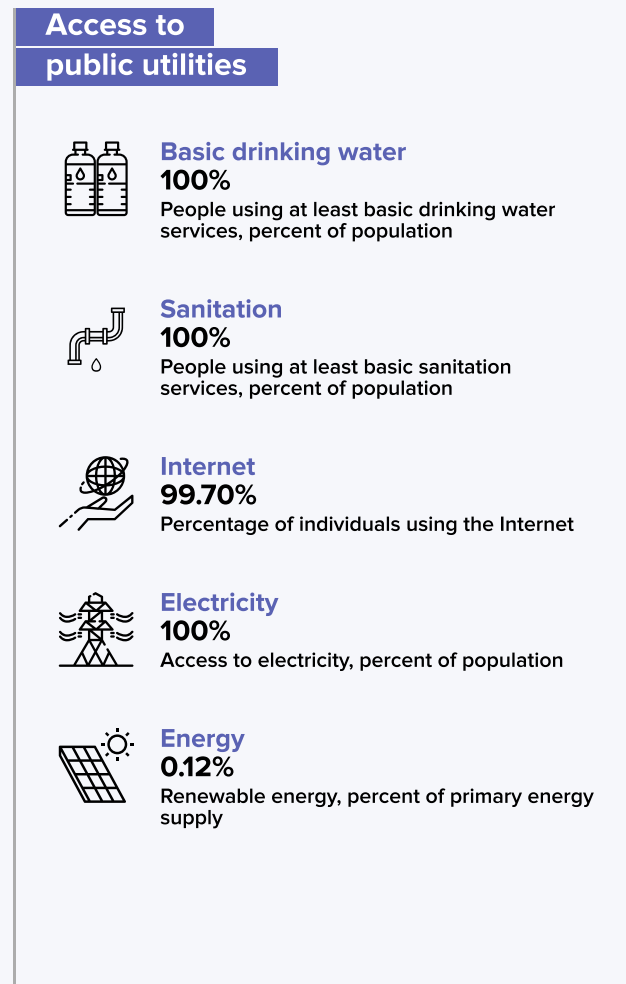 Access to
public utilities
Basic drinking water
100%
People using at least basic drinking water
services, percent of population
Sanitation
100%
People using at least basic sanitation
services, percent of population
Internet
99.70%
Percentage of individuals using the Internet
Electricity
100%
Access to electricity, percent of population
Energy
0.12%
Renewable energy, percent of primary energy
supply